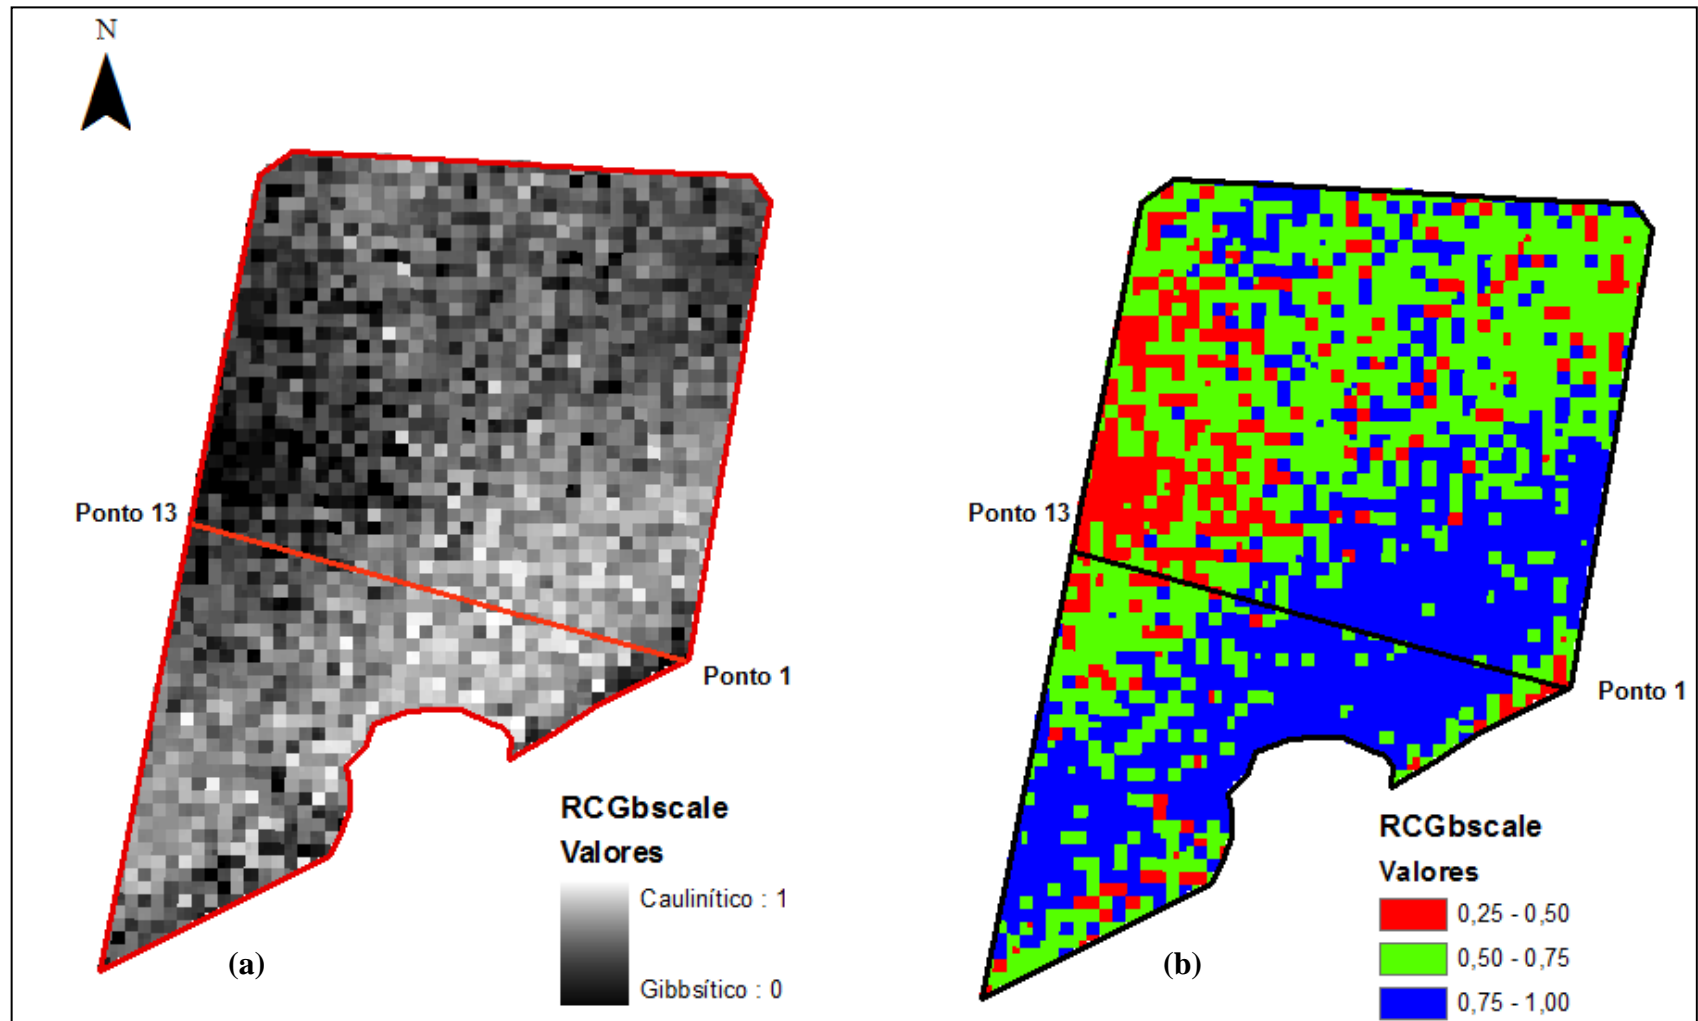 N
Ponto 13
Ponto 1
RCGbscale
Valores
Caulinítico : 1
Gibbsítico : 0
(a)
Ponto 13
Ponto 1
RCGbscale
Valores
0,25 - 0,50
0,50 - 0,75
0,75 - 1,00
(b)